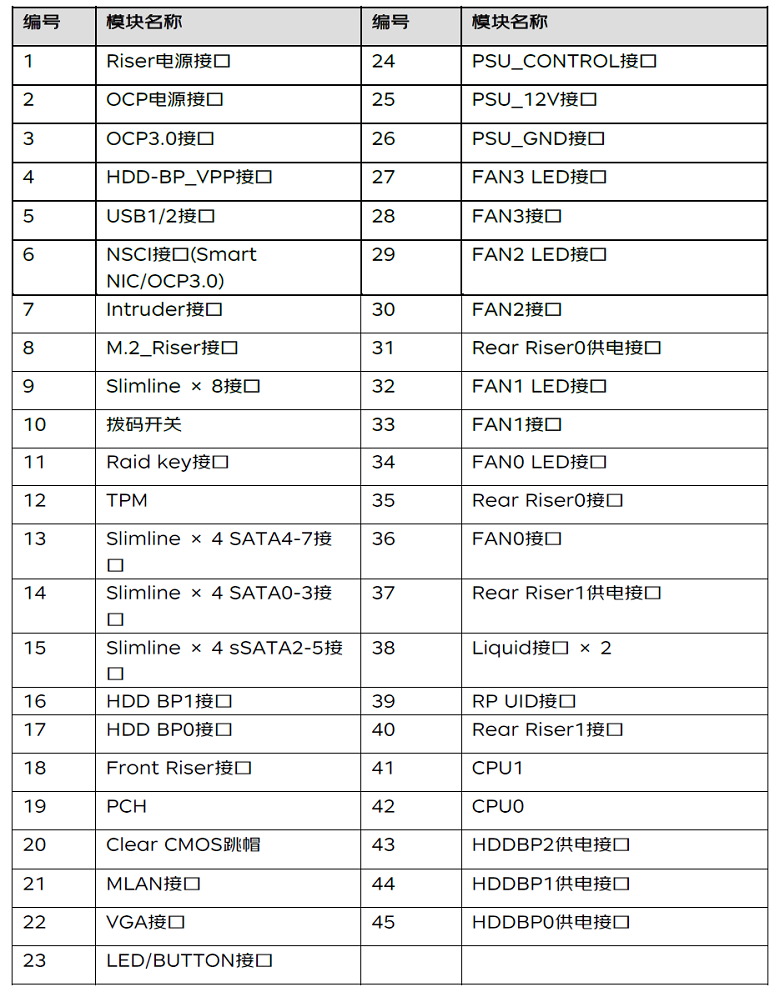 编号 模块名称 编号 模块名称
1 Riser电源接口 24 PSU_CONTROL接口
2 OCP电源接口 25 PSU_12V接口
3 OCP3.0接口 26 PSU_GND接口
4 HDD-BP_VPP接口 27 FAN3 LED接口
5 USB1/2接口 28 FAN3接口
6 NSCI接口(Smart 29 FAN2 LED接口
NIC/OCP3.0)
7 Intruder接口 30 FAN2接口
8 M.2_Riser接口 31 Rear Riser0供电接口
9 Slimline × 8接口 32 FAN1 LED接口
10 拨码开关 33 FAN1接口
11 Raid key接口 34 FAN0 LED接口
12 TPM 35 Rear Riser0接口
13 Slimline × 4 SATA4-7接 36 FAN0接口
口
14 Slimline × 4 SATA0-3接 37 Rear Riser1供电接口
口
15 Slimline × 4 sSATA2-5接 38 Liquid接口 × 2
口
16 HDD BP1接口 39 RP UID接口
17 HDD BP0接口 40 Rear Riser1接口
18 Front Riser接口 41 CPU1
19 PCH 42 CPU0
20 Clear CMOS跳帽 43 HDDBP2供电接口
21 MLAN接口 44 HDDBP1供电接口
22 VGA接口 45 HDDBP0供电接口
23 LED/BUTTON接口